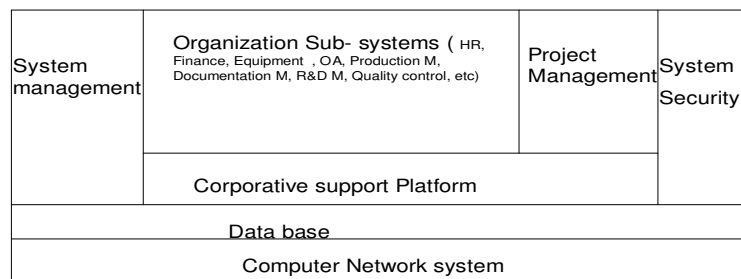 System
management
Organization Sub- systems ( HR,
Finance, Equipment , OA, Production M,
Documentation M, R&D M, Quality control, etc)
Project
Management
System
Security
Corporative support Platform
Data base
Computer Network system